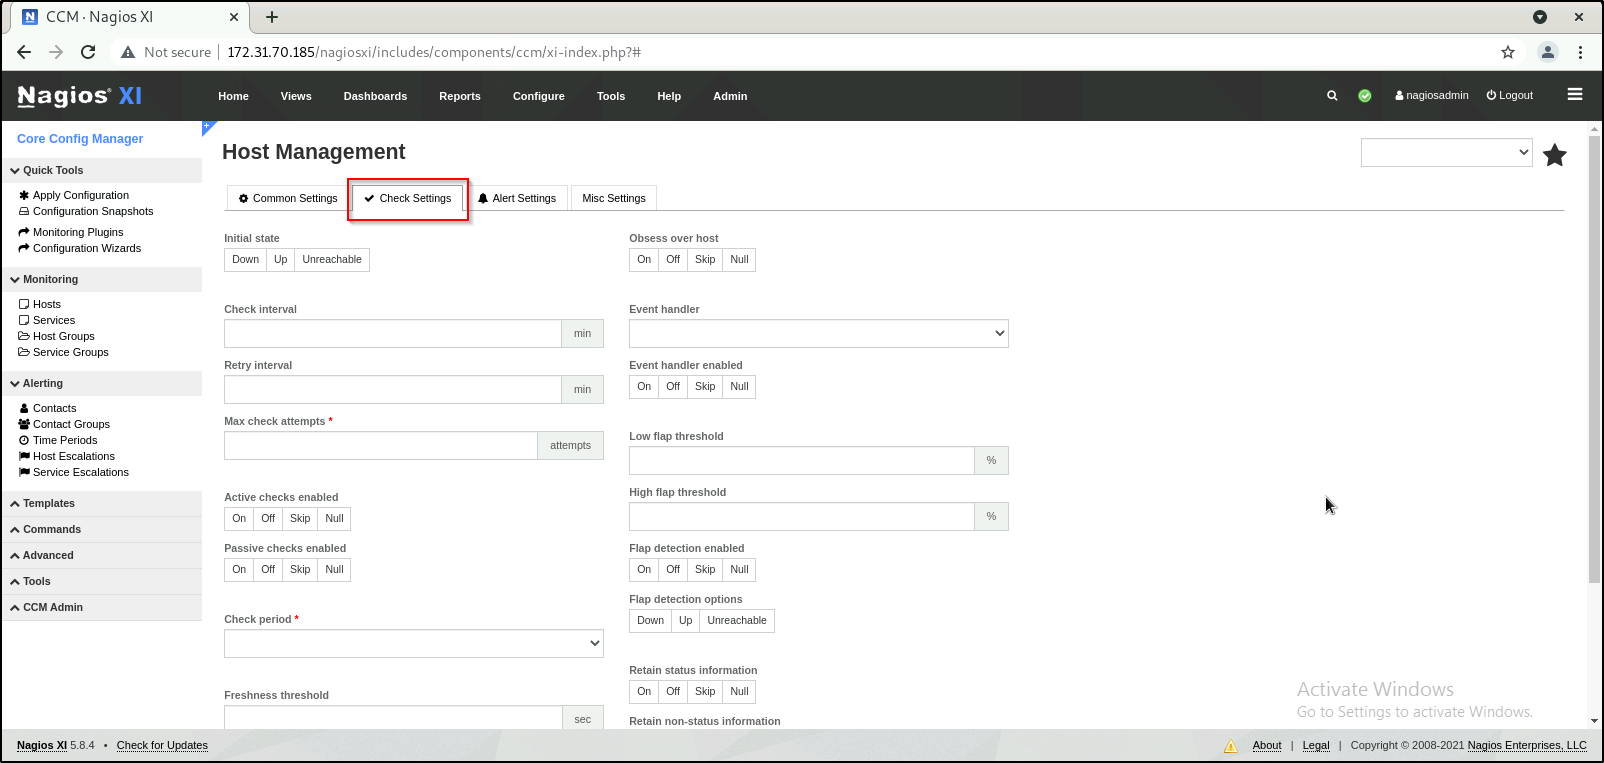 CCM · Nagios XI
Not secure | 172.31.70.185/nagiosxi/includes/components/ccm/xi-index.php?#
Nagios® XI Home Views Dashboards Reports Configure Tools Help Admin nagiosadmin Logout
Core Config Manager
Quick Tools
Apply Configuration
Configuration Snapshots
Monitoring Plugins
Configuration Wizards
Monitoring
Hosts
Services
Host Groups
Service Groups
Alerting
Contacts
Contact Groups
Time Periods
Host Escalations
Service Escalations
Templates
Commands
Advanced
Tools
CCM Admin
Host Management
Common Settings Check Settings Alert Settings Misc Settings
Initial state
Down Up Unreachable
Check interval
min
Retry interval
min
Max check attempts *
attempts
Active checks enabled
On Off Skip Null
Passive checks enabled
On Off Skip Null
Check period *
Freshness threshold
sec
Obsess over host
On Off Skip Null
Event handler
Event handler enabled
On Off Skip Null
Low flap threshold
%
High flap threshold
%
Flap detection enabled
On Off Skip Null
Flap detection options
Down Up Unreachable
Retain status information
On Off Skip Null
Retain non-status information
Activate Windows
Go to Settings to activate Windows.
Nagios XI 5.8.4 • Check for Updates About | Legal | Copyright © 2008-2021 Nagios Enterprises, LLC